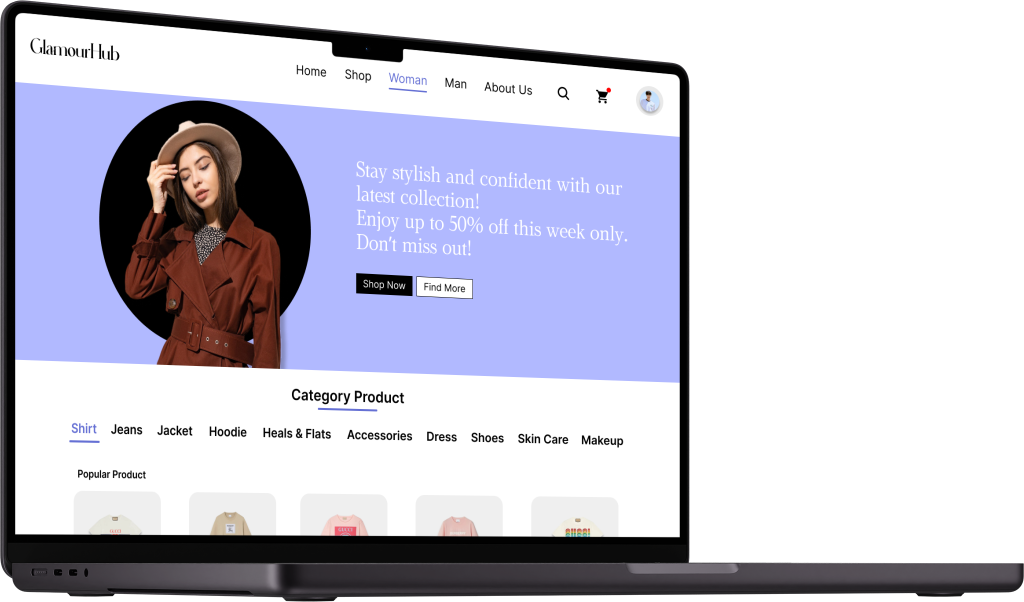 GlamourHub
Home Shop Woman Man About Us
Stay stylish and confident with our
latest collection!
Enjoy up to 50% off this week only.
Don't miss out!
Shop Now Find More
Category Product
Shirt Jeans Jacket Hoodie Heals & Flats Accessories Dress Shoes Skin Care Makeup
Popular Product
GUCCI